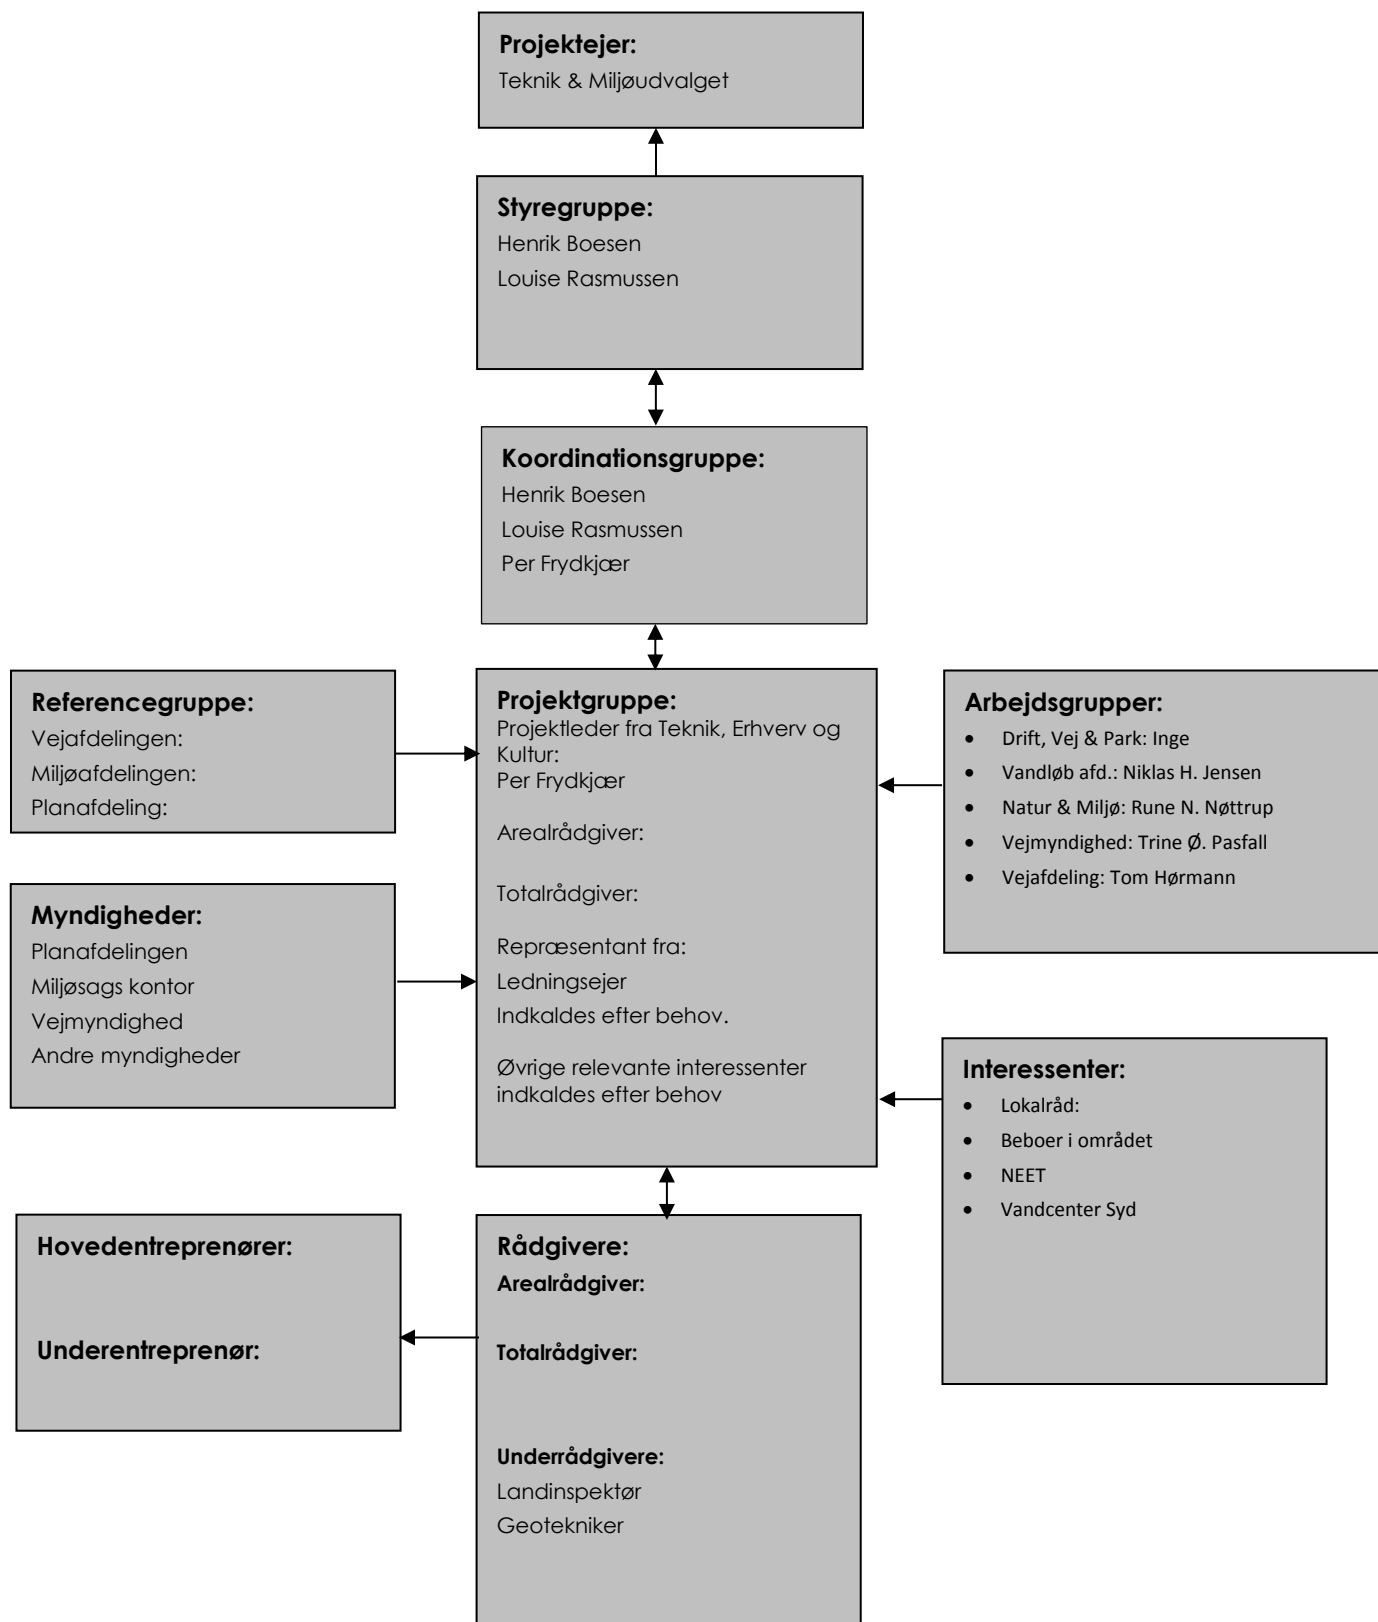 Projektejer:
Teknik & Miljøudvalget
Styregruppe:
Henrik Boesen
Louise Rasmussen
Koordinationsgruppe:
Henrik Boesen
Louise Rasmussen
Per Frydkjær
Referencegruppe:
Vejafdelingen:
Miljøafdelingen:
Planafdeling:
Myndigheder:
Planafdelingen
Miljøsags kontor
Vejmyndighed
Andre myndigheder
Projektgruppe:
Projektleder fra Teknik, Erhverv og
Kultur:
Per Frydkjær
Arealrådgiver:
Totalrådgiver:
Repræsentant fra:
Ledningsejer
Indkaldes efter behov.
Øvrige relevante interessenter
indkaldes efter behov
Arbejdsgrupper:
• Drift, Vej & Park: Inge
• Vandløb afd.: Niklas H. Jensen
• Natur & Miljø: Rune N. Nøttrup
• Vejmyndighed: Trine Ø. Pasfall
• Vejafdeling: Tom Hørmann
Interessenter:
• Lokalråd:
• Beboer i området
• NEET
• Vandcenter Syd
Hovedentreprenører:
Underentreprenør:
Rådgivere:
Arealrådgiver:
Totalrådgiver:
Underrådgivere:
Landinspektør
Geotekniker